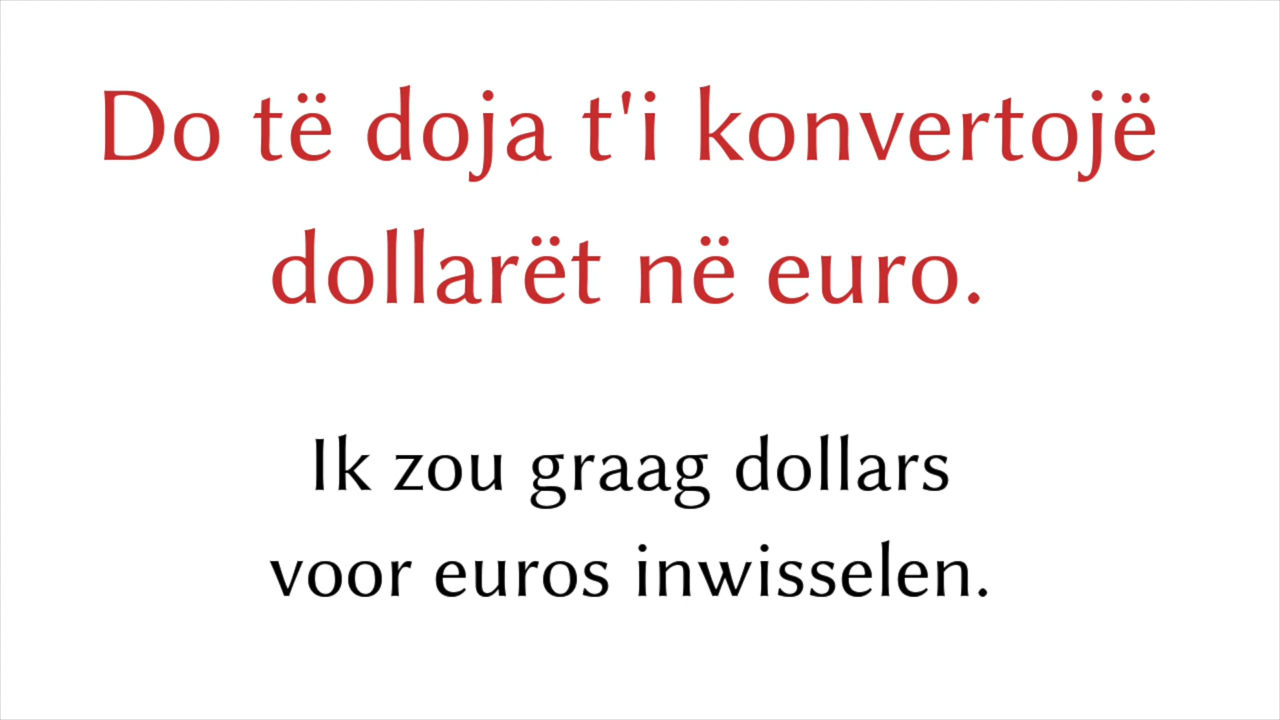 Do të doja t'i konvertojë
dollarët në euro.
Ik zou graag dollars
voor euros inwisselen.